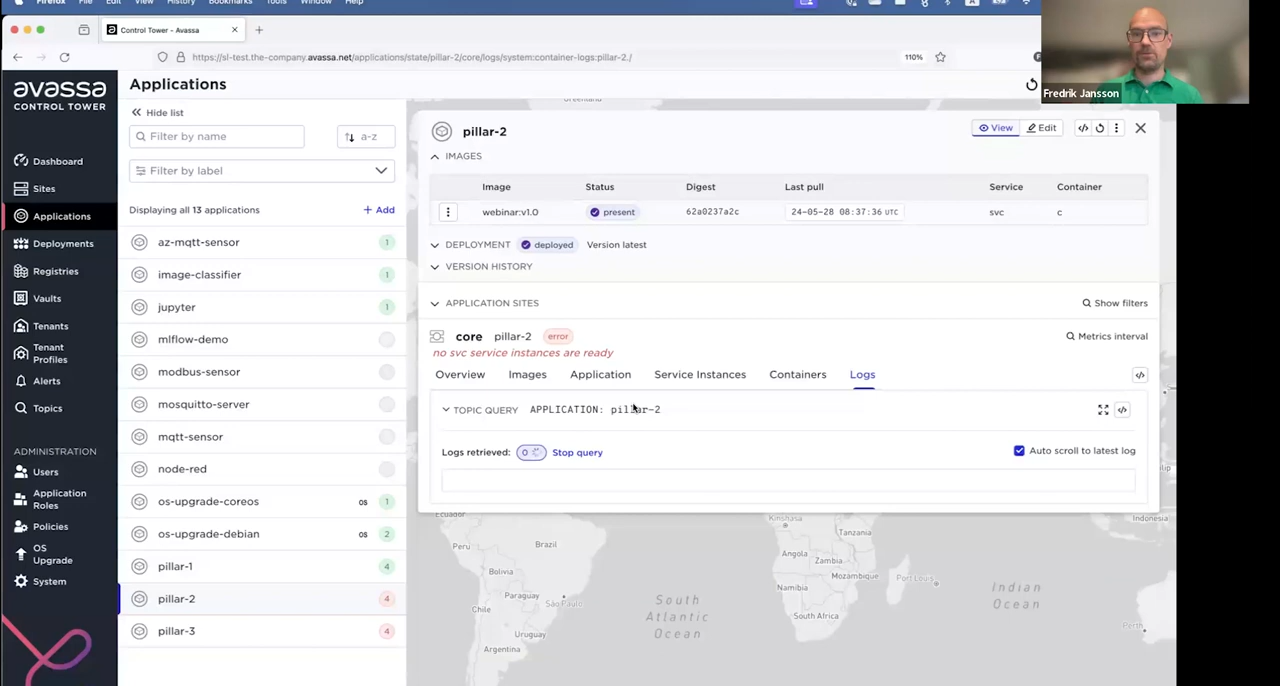 Firefox File Edit View History Bookmarks Tools Window Help
Control Tower - Avassa
https://sl-test.the-company.avassa.net/applications/state/pillar-2/core/logs/system:container-logs:pillar-2./
110%
Fredrik Jansson
avassa
CONTROL TOWER
Dashboard
Sites
Applications
Deployments
Registries
Vaults
Tenants
Tenant
Profiles
Alerts
Topics
ADMINISTRATION
Users
Application
Roles
Policies
OS
Upgrade
System
Applications
Hide list
Filter by name
a-z
Filter by label
Displaying all 13 applications
+ Add
az-mqtt-sensor 1
image-classifier 1
jupyter 1
mlflow-demo
modbus-sensor
mosquitto-server
mqtt-sensor
node-red
os-upgrade-coreos os 1
os-upgrade-debian os 2
pillar-1 4
pillar-2 4
pillar-3 4
Greenland
pillar-2
View Edit
IMAGES
Image Status Digest Last pull Service Container
webinar:v1.0 present 62a0237a2c 24-05-28 08:37:36 UTC svc c
DEPLOYMENT deployed Version latest
VERSION HISTORY
APPLICATION SITES Show filters
core pillar-2 error Metrics interval
no svc service instances are ready
Overview Images Application Service Instances Containers Logs
TOPIC QUERY APPLICATION: pillar-2
Logs retrieved: 0 Stop query Auto scroll to latest log
Ecuador
Peru
Brazil
Bolivia
Paraguay
São Paulo
Chile
Uruguay
Argentina
South
Atlantic
Ocean
Kinshasa
Angola
Zambia
Mozambique
Namibia
South Africa
Port Louis
Indian
Ocean
Indonesia
Perth